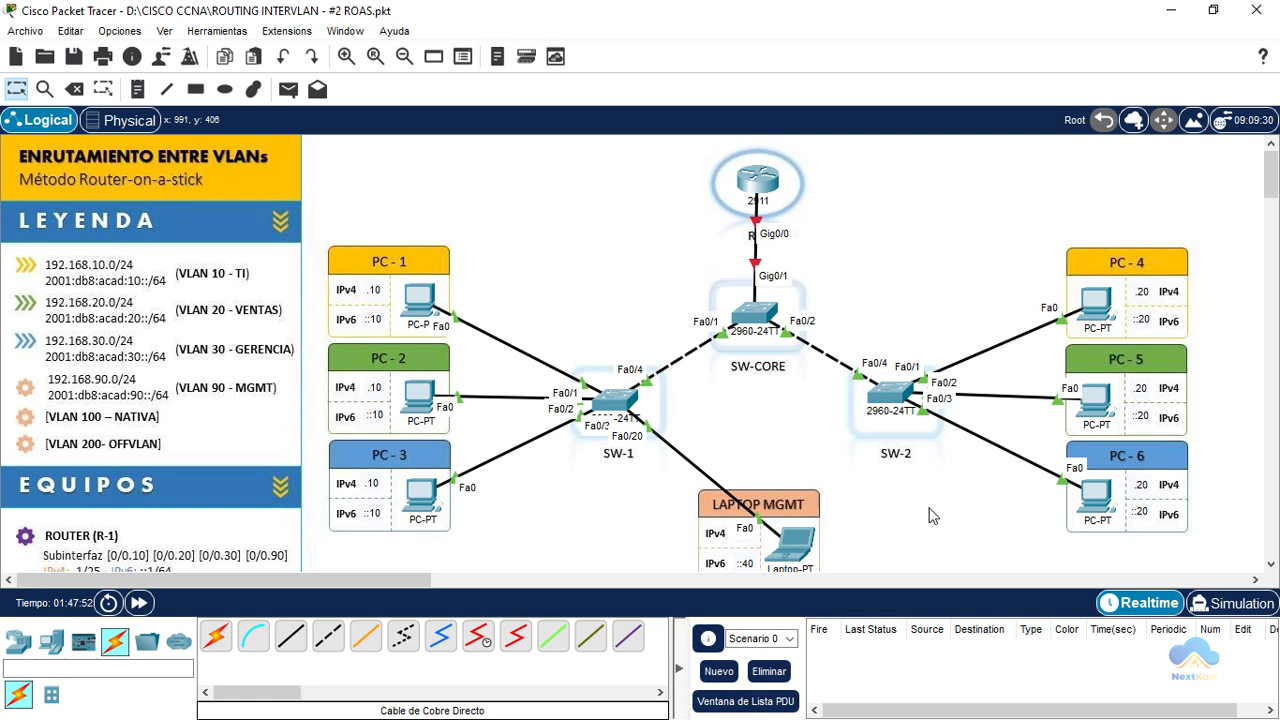 Cisco Packet Tracer - D:\CISCO CCNA\ROUTING INTERVLAN - #2 ROAS.pkt
Archivo Editar Opciones Ver Herramientas Extensions Window Ayuda
Logical Physical x: 991, y: 406 Root 09:09:30
ENRUTAMIENTO ENTRE VLANs
Método Router-on-a-stick
LEYENDA
192.168.10.0/24
2001:db8:acad:10::/64 (VLAN 10 - TI)
192.168.20.0/24
2001:db8:acad:20::/64 (VLAN 20 - VENTAS)
192.168.30.0/24
2001:db8:acad:30::/64 (VLAN 30 - GERENCIA)
192.168.90.0/24
2001:db8:acad:90::/64 (VLAN 90 - MGMT)
[VLAN 100 – NATIVA]
[VLAN 200- OFFVLAN]
EQUIPOS
ROUTER (R-1)
Subinterfaz [0/0.10] [0/0.20] [0/0.30] [0/0.90]
2911
R
Gig0/0
Gig0/1
Fa0/1
Fa0/2
2960-24TT
SW-CORE
PC - 1
IPv4 .10
IPv6 ::10
PC-P
Fa0
PC - 2
IPv4 .10
IPv6 ::10
PC-PT
Fa0
PC - 3
IPv4 .10
IPv6 ::10
PC-PT
Fa0
Fa0/4
Fa0/1
Fa0/2
Fa0/3
-24TT
Fa0/20
SW-1
LAPTOP MGMT
Fa0
IPv4
IPv6 ::40
Laptop-PT
Fa0/4
Fa0/1
Fa0/2
Fa0/3
2960-24TT
SW-2
PC - 4
.20 IPv4
::20 IPv6
PC-PT
Fa0
PC - 5
.20 IPv4
::20 IPv6
PC-PT
Fa0
PC - 6
.20 IPv4
::20 IPv6
PC-PT
Fa0
Tiempo: 01:47:52
Realtime Simulation
Scenario 0
Nuevo Eliminar
Ventana de Lista PDU
Fire Last Status Source Destination Type Color Time(sec) Periodic Num Edit
NextKool
Cable de Cobre Directo